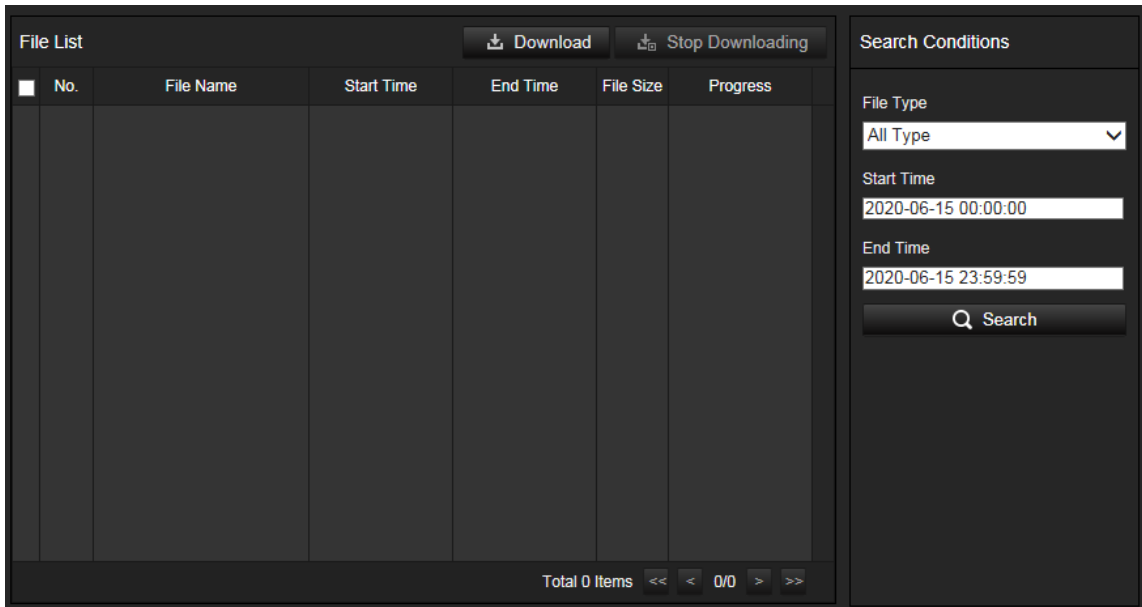 File List
Download
Stop Downloading
No. File Name Start Time End Time File Size Progress
Total 0 Items << < 0/0 > >>
Search Conditions
File Type
All Type
Start Time
2020-06-15 00:00:00
End Time
2020-06-15 23:59:59
Search